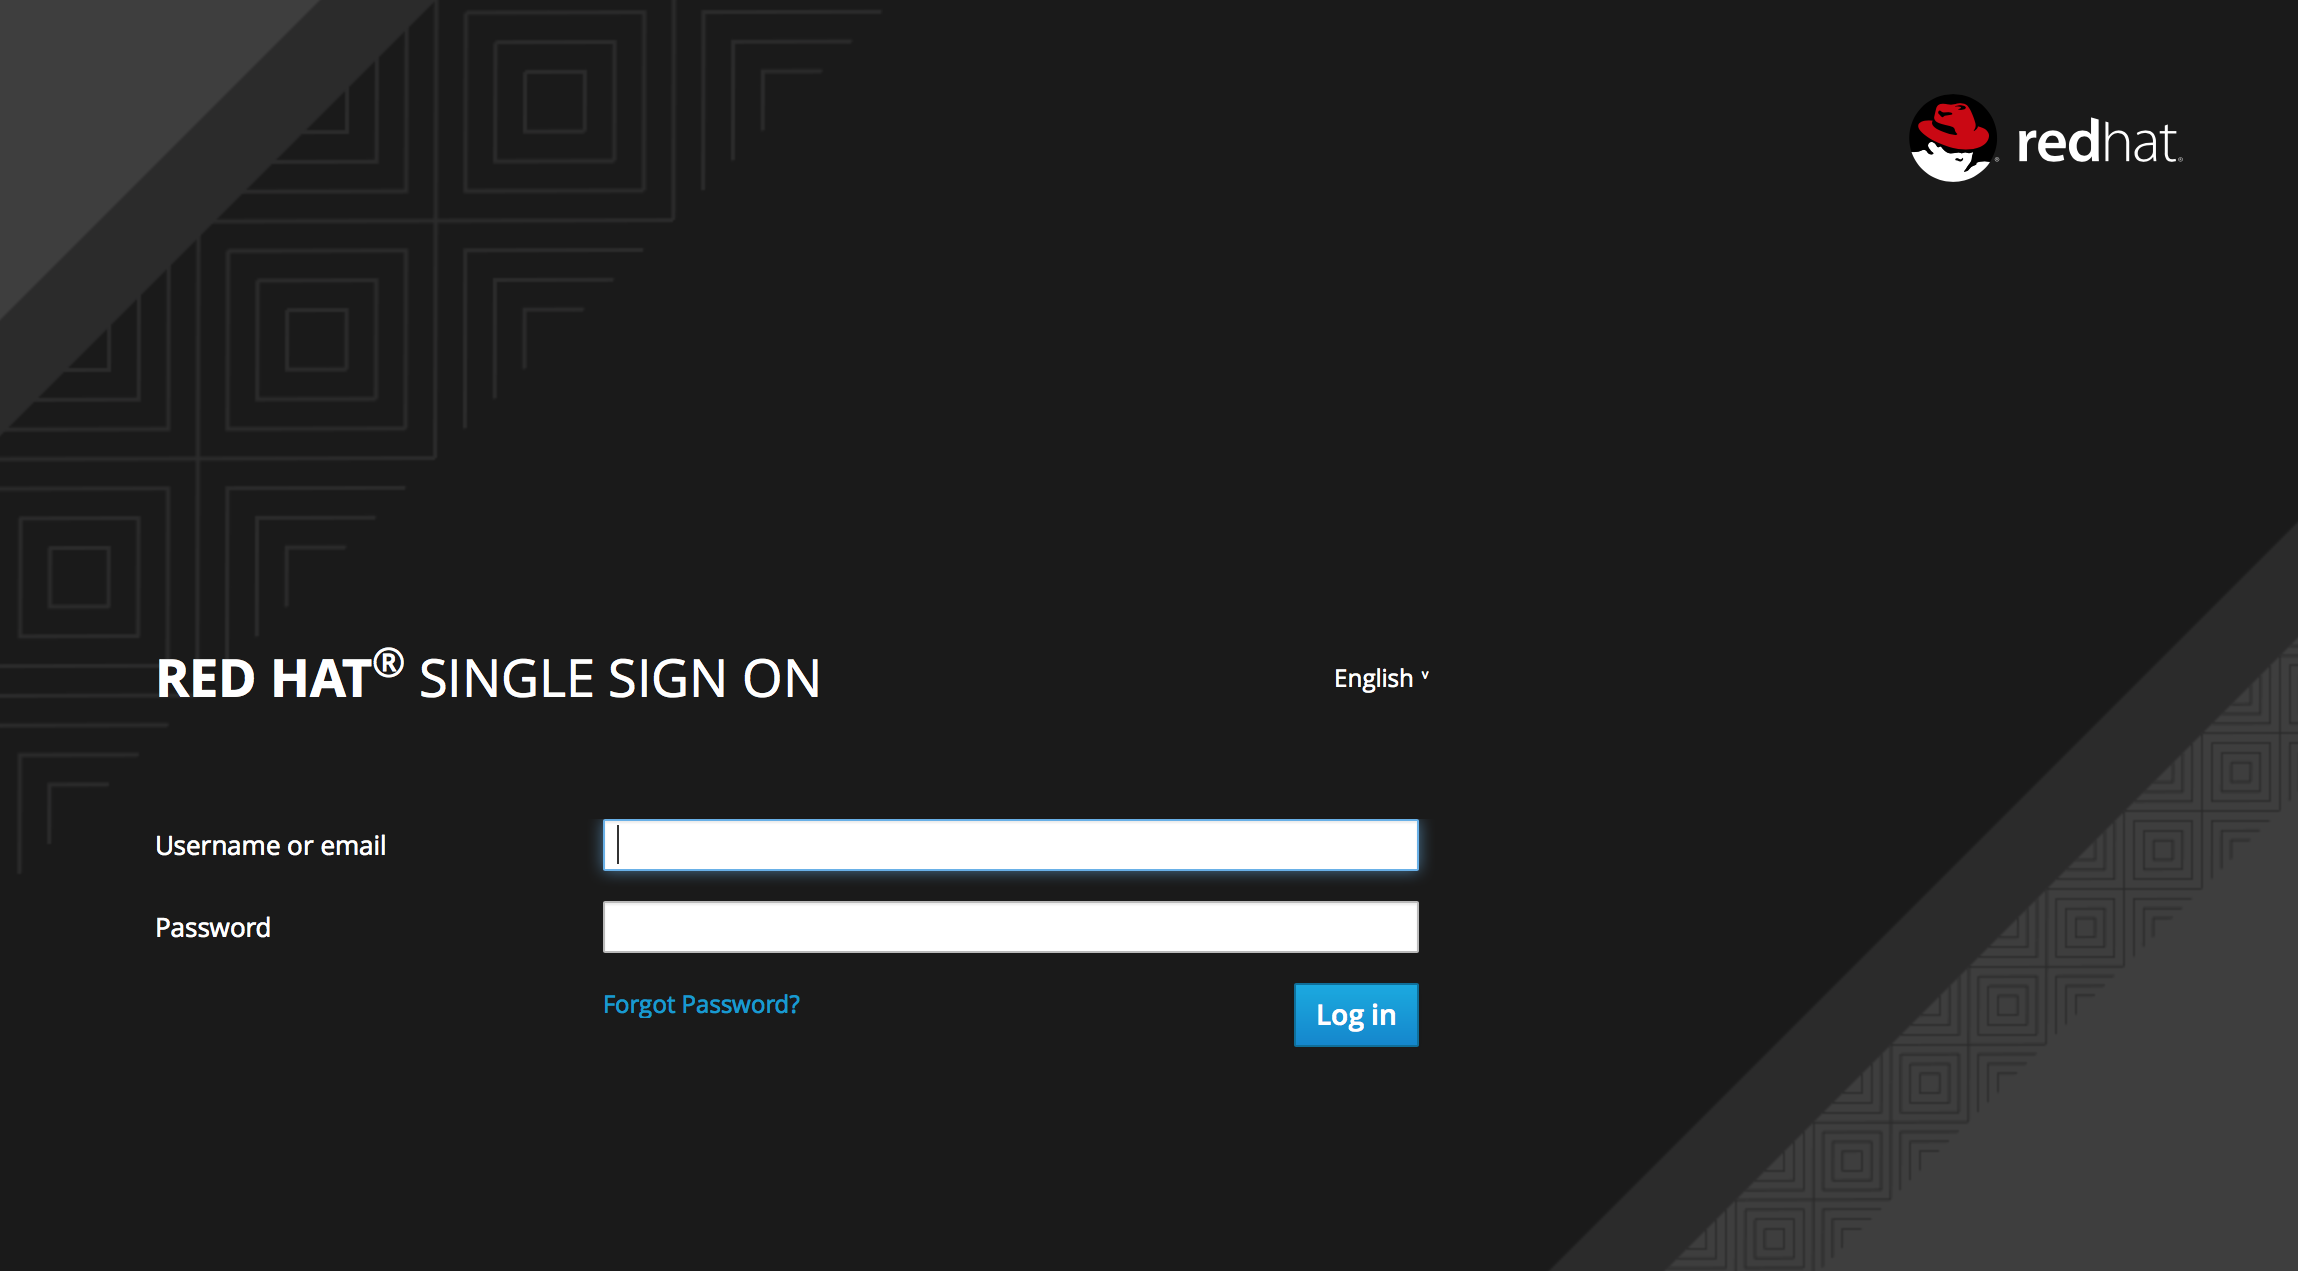 redhat®
RED HAT® SINGLE SIGN ON
English ˅
Username or email
Password
Forgot Password?
Log in